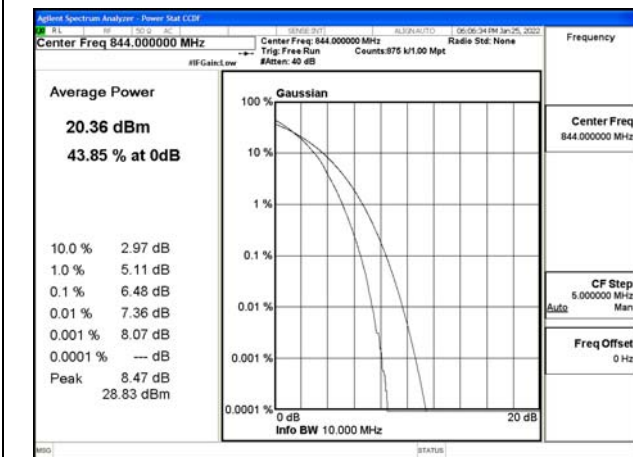 Agilent Spectrum Analyzer - Power Stat CCDF
RL RF 50 Ω AC SENSE:INT ALIGN AUTO 06:06:34 PM Jan 25, 2022
Center Freq 844.000000 MHz
Center Freq: 844.000000 MHz Radio Std: None
Trig: Free Run Counts:875 k/1.00 Mpt
#IFGain:Low #Atten: 40 dB
Frequency
Average Power
20.36 dBm
43.85 % at 0dB
10.0 % 2.97 dB
1.0 % 5.11 dB
0.1 % 6.48 dB
0.01 % 7.36 dB
0.001 % 8.07 dB
0.0001 % --- dB
Peak 8.47 dB
28.83 dBm
Gaussian
100 %
10 %
1 %
0.1 %
0.01 %
0.001 %
0.0001 %
0 dB 20 dB
Info BW 10.000 MHz
Center Freq
844.000000 MHz
CF Step
5.000000 MHz
Auto Man
Freq Offset
0 Hz
MSG STATUS